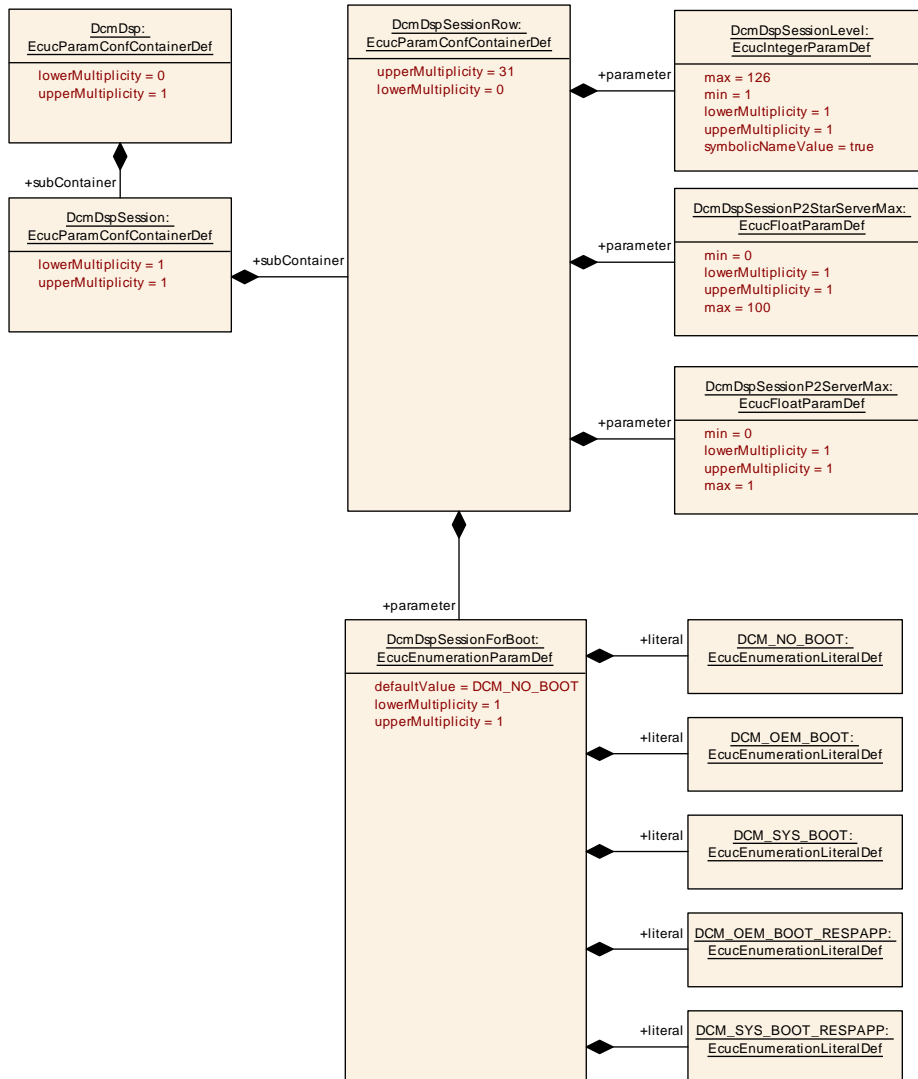 DcmDsp:
EcucParamConfContainerDef
lowerMultiplicity = 0
upperMultiplicity = 1
+subContainer
DcmDspSession:
EcucParamConfContainerDef
lowerMultiplicity = 1
upperMultiplicity = 1
+subContainer
DcmDspSessionRow:
EcucParamConfContainerDef
upperMultiplicity = 31
lowerMultiplicity = 0
+parameter
DcmDspSessionLevel:
EcucIntegerParamDef
max = 126
min = 1
lowerMultiplicity = 1
upperMultiplicity = 1
symbolicNameValue = true
+parameter
DcmDspSessionP2StarServerMax:
EcucFloatParamDef
min = 0
lowerMultiplicity = 1
upperMultiplicity = 1
max = 100
+parameter
DcmDspSessionP2ServerMax:
EcucFloatParamDef
min = 0
lowerMultiplicity = 1
upperMultiplicity = 1
max = 1
+parameter
DcmDspSessionForBoot:
EcucEnumerationParamDef
defaultValue = DCM_NO_BOOT
lowerMultiplicity = 1
upperMultiplicity = 1
+literal
DCM_NO_BOOT:
EcucEnumerationLiteralDef
+literal
DCM_OEM_BOOT:
EcucEnumerationLiteralDef
+literal
DCM_SYS_BOOT:
EcucEnumerationLiteralDef
+literal
DCM_OEM_BOOT_RESPAPP:
EcucEnumerationLiteralDef
+literal
DCM_SYS_BOOT_RESPAPP:
EcucEnumerationLiteralDef